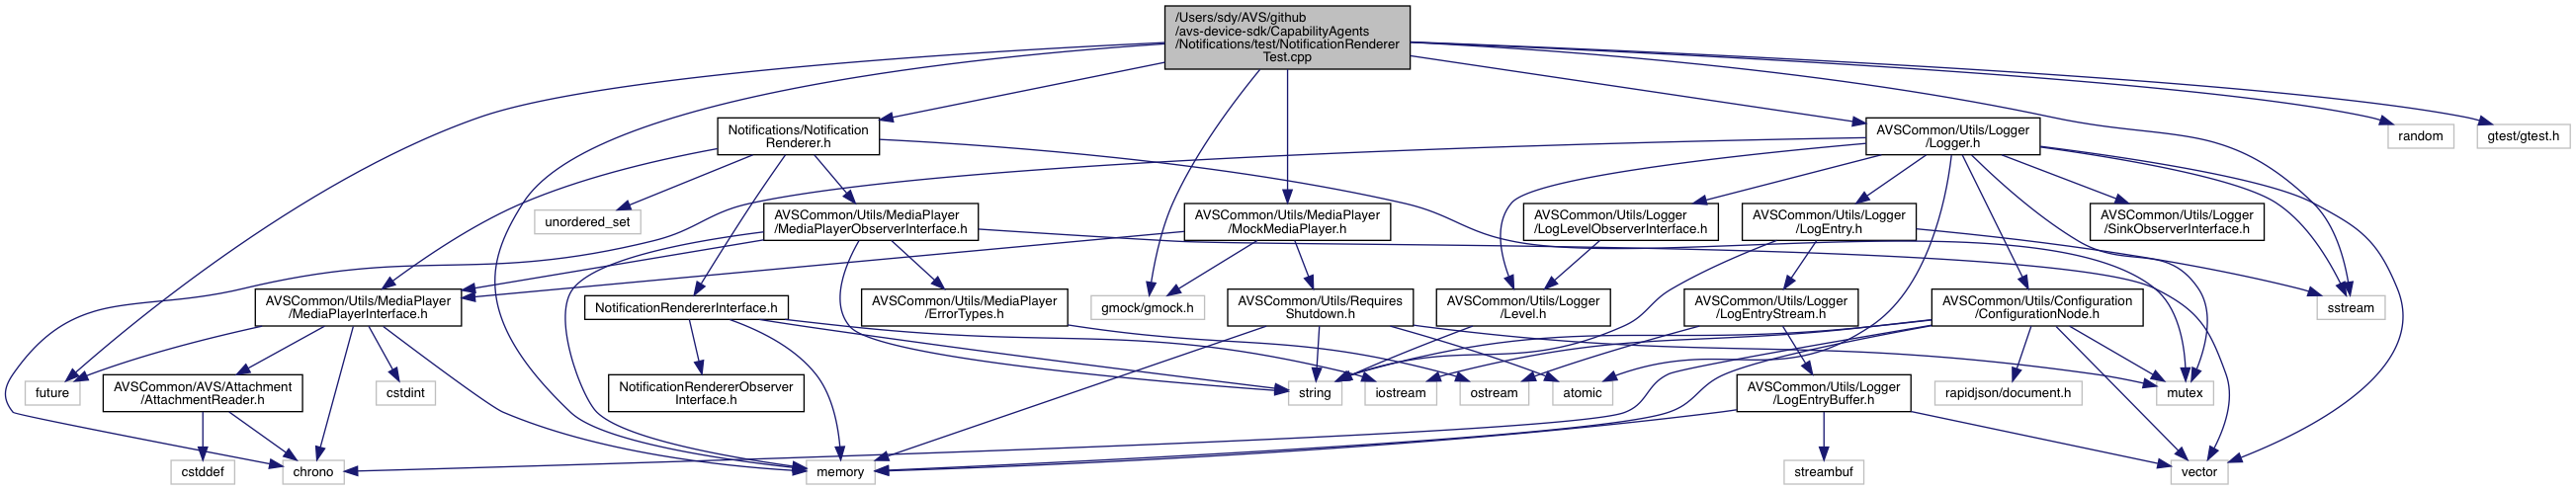 /Users/sdy/AVS/github
/avs-device-sdk/CapabilityAgents
/Notifications/test/NotificationRenderer
Test.cpp
Notifications/Notification
Renderer.h
AVSCommon/Utils/Logger
/Logger.h
random
gtest/gtest.h
unordered_set
AVSCommon/Utils/MediaPlayer
/MediaPlayerObserverInterface.h
AVSCommon/Utils/MediaPlayer
/MockMediaPlayer.h
AVSCommon/Utils/Logger
/LogLevelObserverInterface.h
AVSCommon/Utils/Logger
/LogEntry.h
AVSCommon/Utils/Logger
/SinkObserverInterface.h
AVSCommon/Utils/MediaPlayer
/MediaPlayerInterface.h
NotificationRendererInterface.h
AVSCommon/Utils/MediaPlayer
/ErrorTypes.h
gmock/gmock.h
AVSCommon/Utils/Requires
Shutdown.h
AVSCommon/Utils/Logger
/Level.h
AVSCommon/Utils/Logger
/LogEntryStream.h
AVSCommon/Utils/Configuration
/ConfigurationNode.h
sstream
future
AVSCommon/AVS/Attachment
/AttachmentReader.h
cstdint
NotificationRendererObserver
Interface.h
string
iostream
ostream
atomic
AVSCommon/Utils/Logger
/LogEntryBuffer.h
rapidjson/document.h
mutex
cstddef
chrono
memory
streambuf
vector